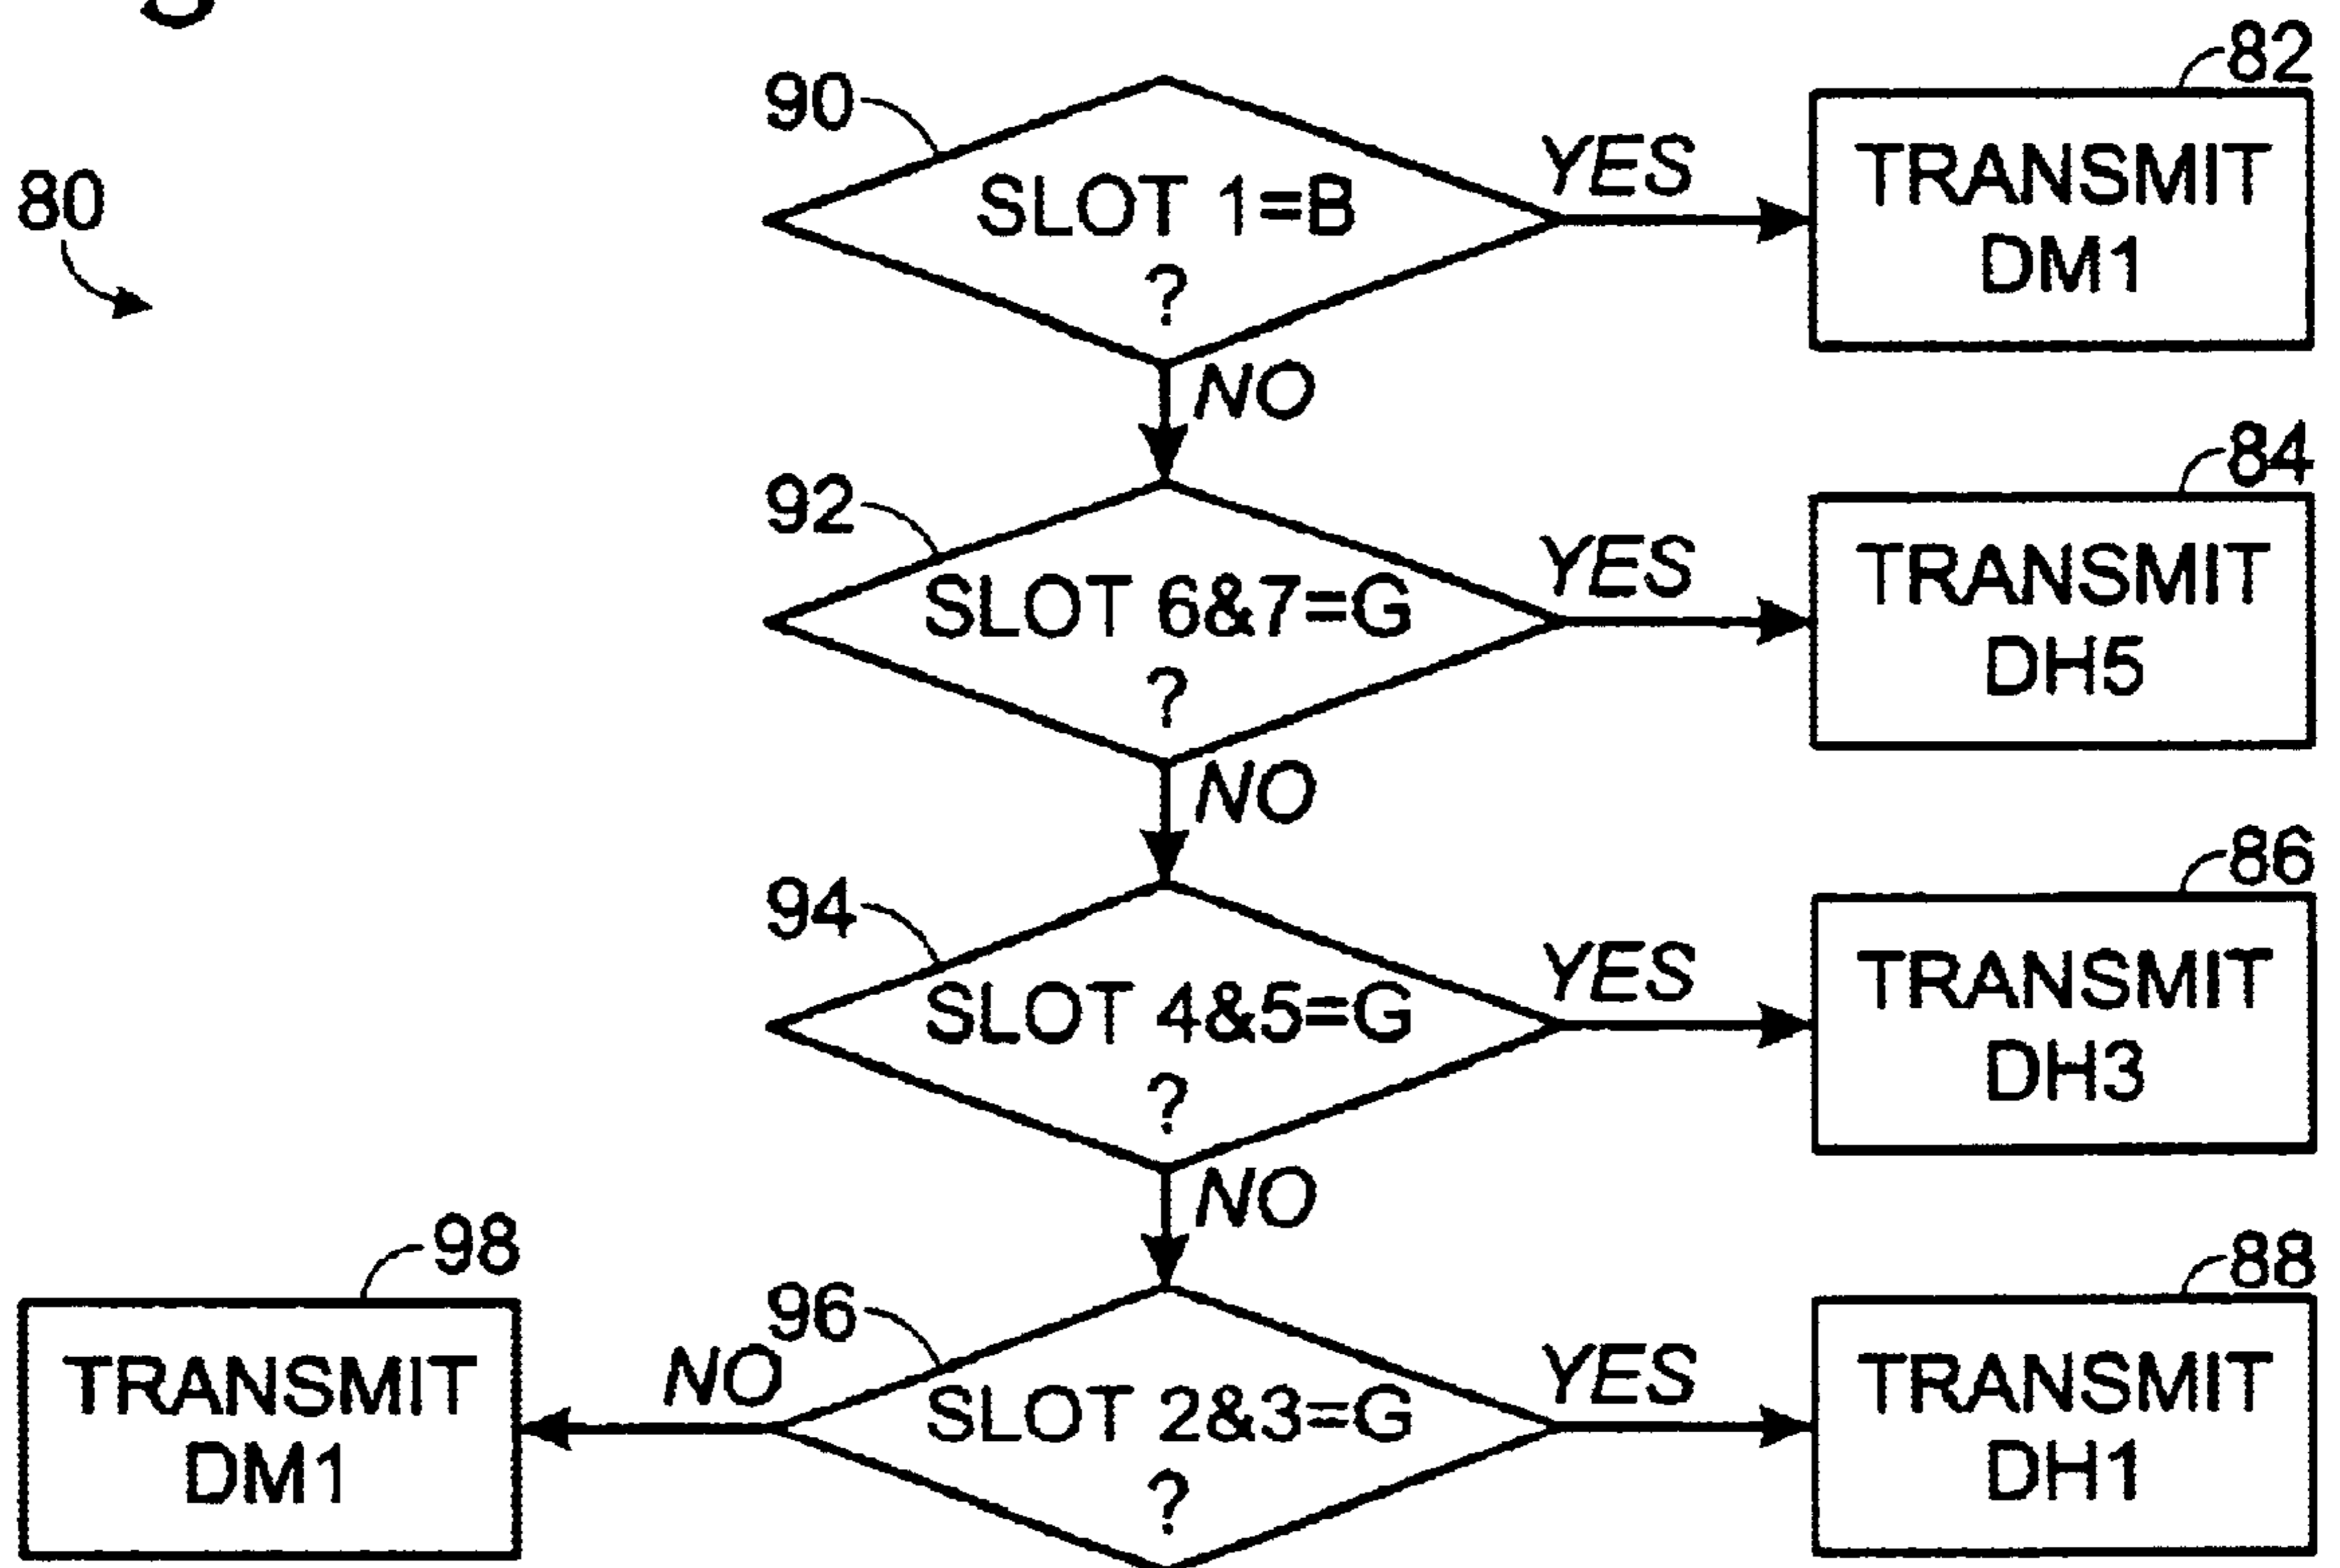 80
90
SLOT 1=B
?
YES
82
TRANSMIT
DM1
NO
92
SLOT 6&7=G
?
YES
84
TRANSMIT
DH5
NO
94
SLOT 4&5=G
?
YES
86
TRANSMIT
DH3
NO
96
SLOT 2&3=G
?
YES
88
TRANSMIT
DH1
NO
98
TRANSMIT
DM1